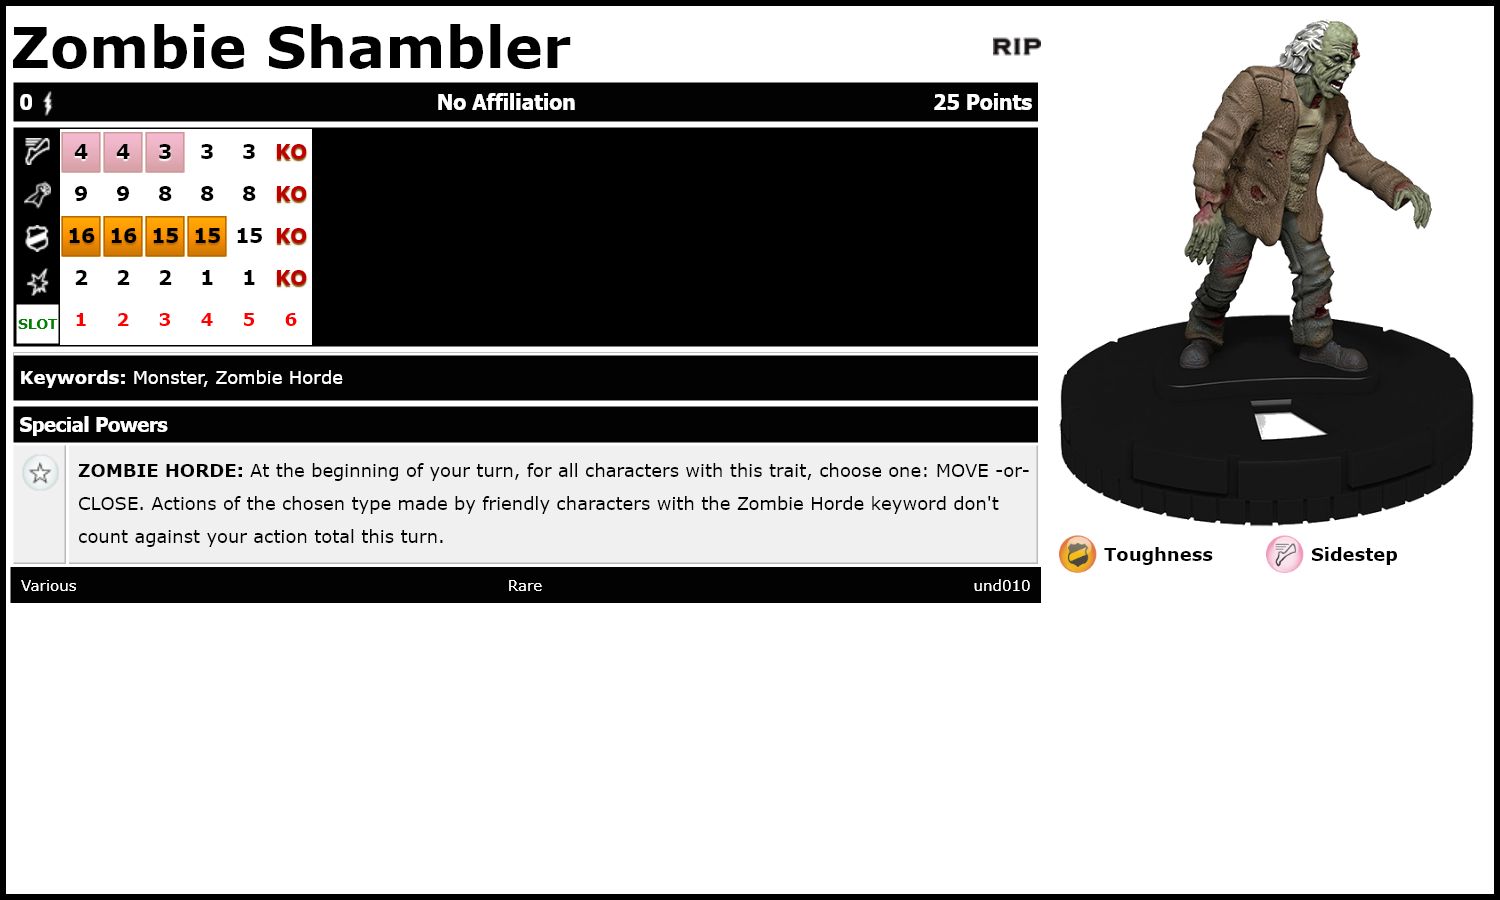 Zombie Shambler
RIP
0 No Affiliation 25 Points
4 4 3 3 3 KO
9 9 8 8 8 KO
16 16 15 15 15 KO
2 2 2 1 1 KO
SLOT 1 2 3 4 5 6
Keywords: Monster, Zombie Horde
Special Powers
ZOMBIE HORDE: At the beginning of your turn, for all characters with this trait, choose one: MOVE -or-
CLOSE. Actions of the chosen type made by friendly characters with the Zombie Horde keyword don't
count against your action total this turn.
Various Rare und010
Toughness Sidestep